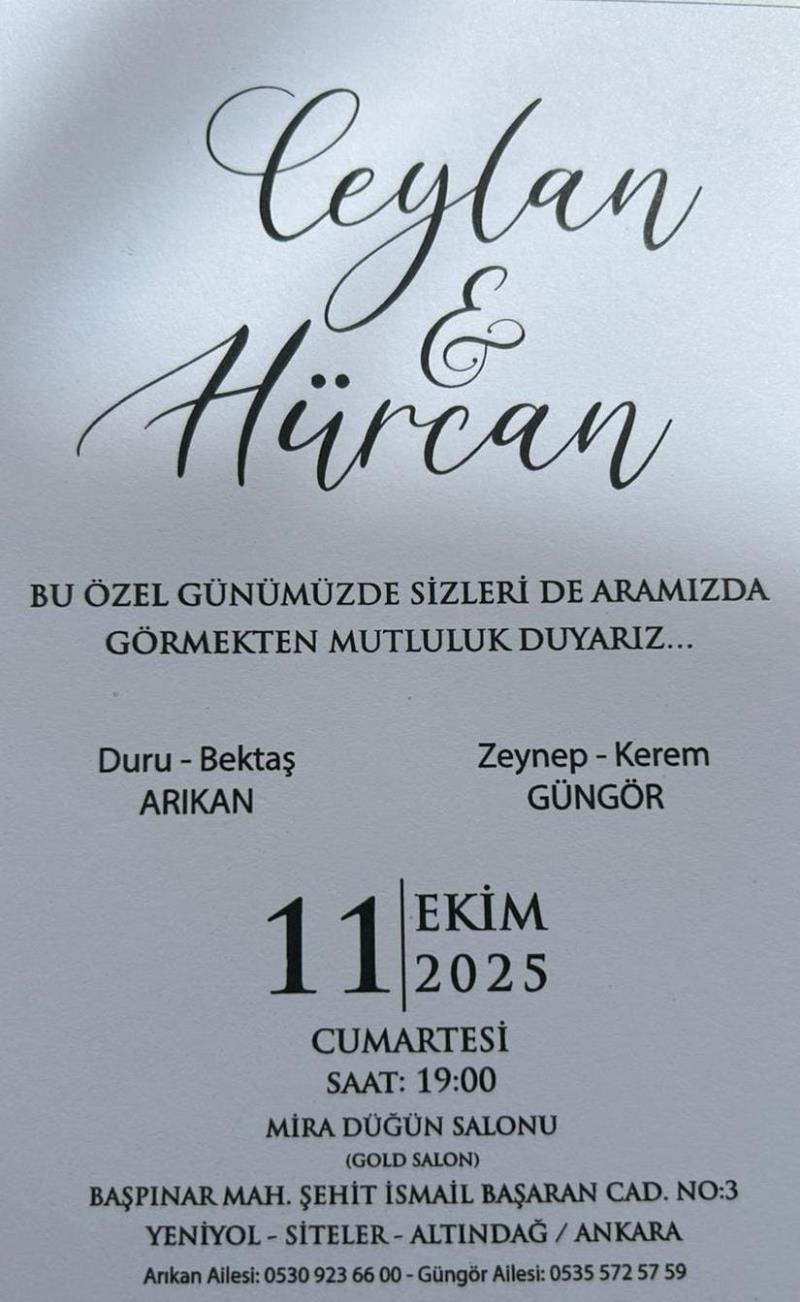 Ceylan
&
Hürcan
BU ÖZEL GÜNÜMÜZDE SİZLERİ DE ARAMIZDA
GÖRMEKTEN MUTLULUK DUYARIZ...
Duru - Bektaş
ARIKAN
Zeynep - Kerem
GÜNGÖR
11 EKİM
2025
CUMARTESİ
SAAT: 19:00
MİRA DÜĞÜN SALONU
(GOLD SALON)
BAŞPINAR MAH. ŞEHİT İSMAİL BAŞARAN CAD. NO:3
YENİYOL - SİTELER - ALTINDAĞ / ANKARA
Arıkan Ailesi: 0530 923 66 00 - Güngör Ailesi: 0535 572 57 59